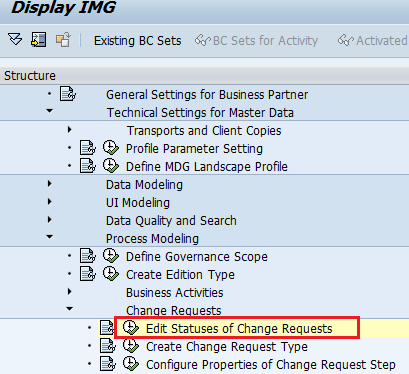 Display IMG
Existing BC Sets BC Sets for Activity Activated
Structure
General Settings for Business Partner
Technical Settings for Master Data
Transports and Client Copies
Profile Parameter Setting
Define MDG Landscape Profile
Data Modeling
UI Modeling
Data Quality and Search
Process Modeling
Define Governance Scope
Create Edition Type
Business Activities
Change Requests
Edit Statuses of Change Requests
Create Change Request Type
Configure Properties of Change Request Step